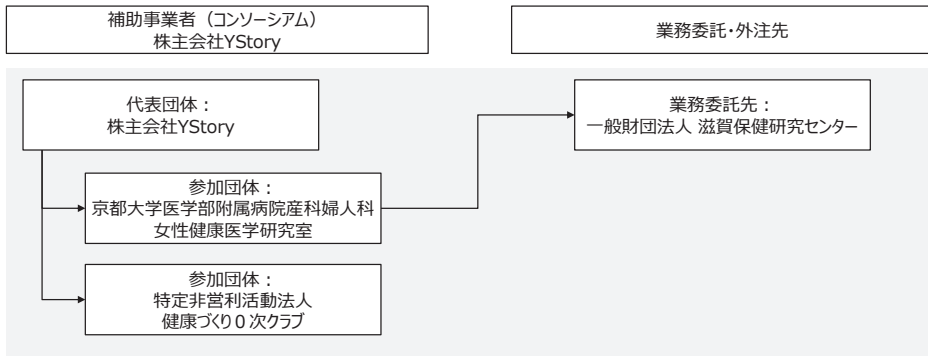 補助事業者（コンソーシアム）
株主会社YStory
業務委託・外注先
代表団体：
株主会社YStory
業務委託先：
一般財団法人 滋賀保健研究センター
参加団体：
京都大学医学部附属病院産科婦人科
女性健康医学研究室
参加団体：
特定非営利活動法人
健康づくり０次クラブ